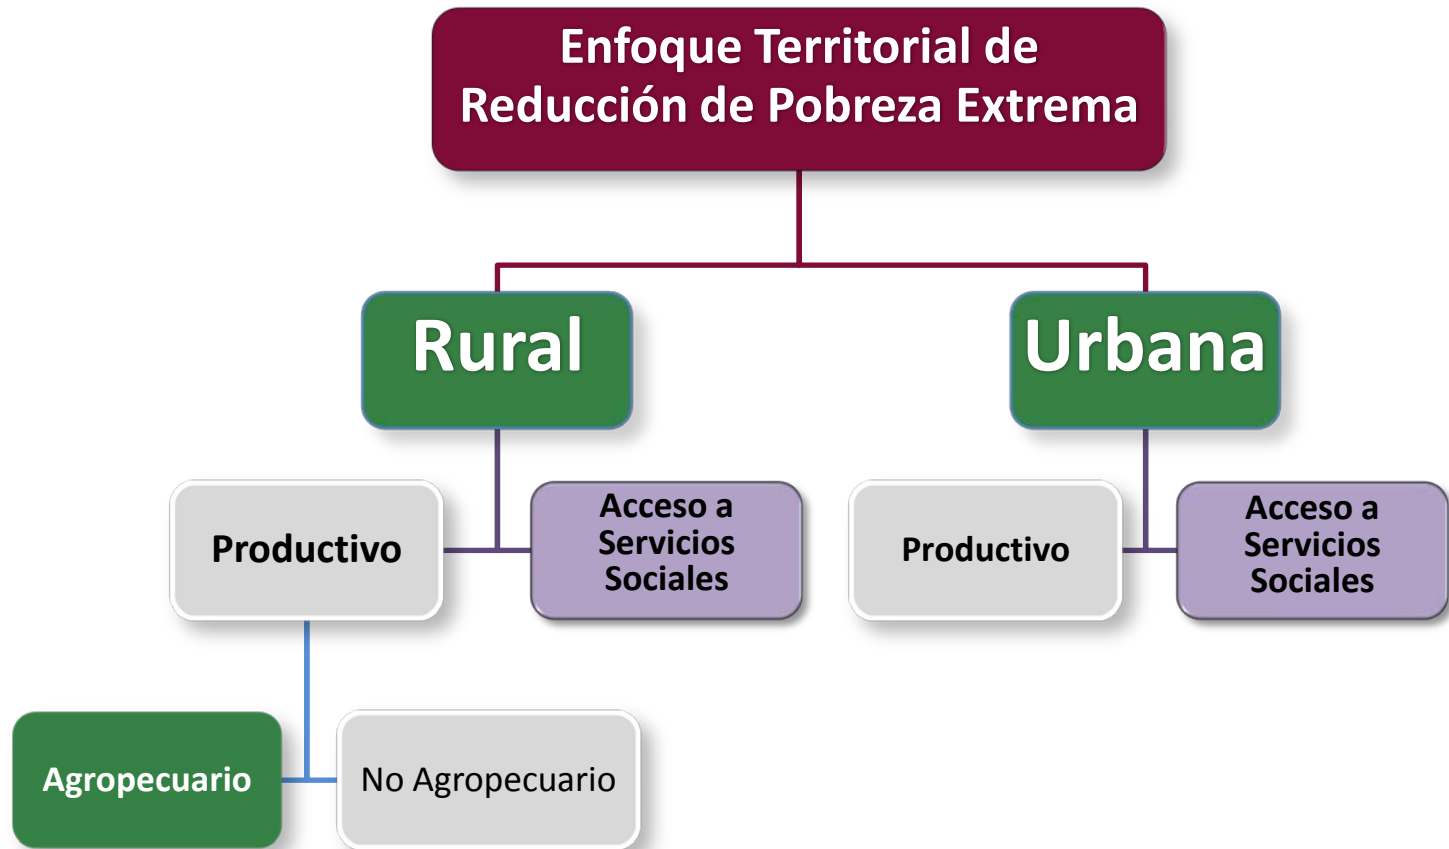 Enfoque Territorial de
Reducción de Pobreza Extrema
Rural
Urbana
Productivo
Acceso a
Servicios
Sociales
Productivo
Acceso a
Servicios
Sociales
Agropecuario
No Agropecuario